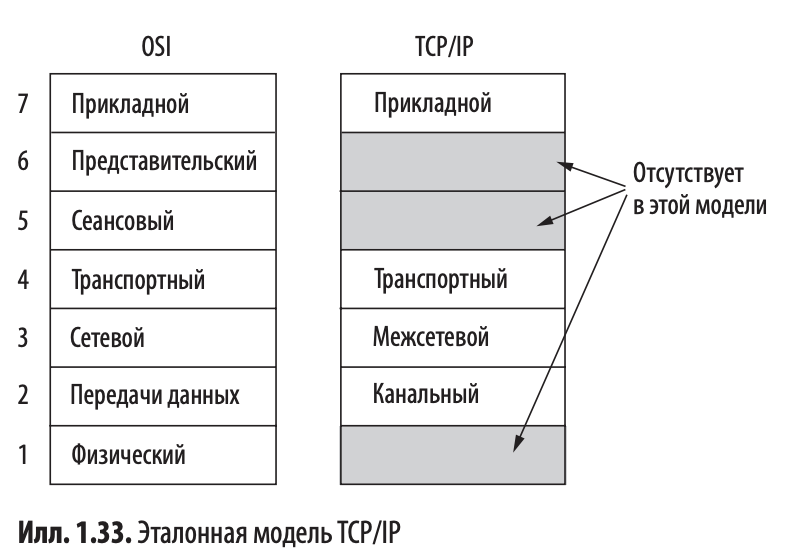 OSI TCP/IP
7 Прикладной Прикладной
6 Представительский
Отсутствует
в этой модели
5 Сеансовый
4 Транспортный Транспортный
3 Сетевой Межсетевой
2 Передачи данных Канальный
1 Физический
Илл. 1.33. Эталонная модель TCP/IP